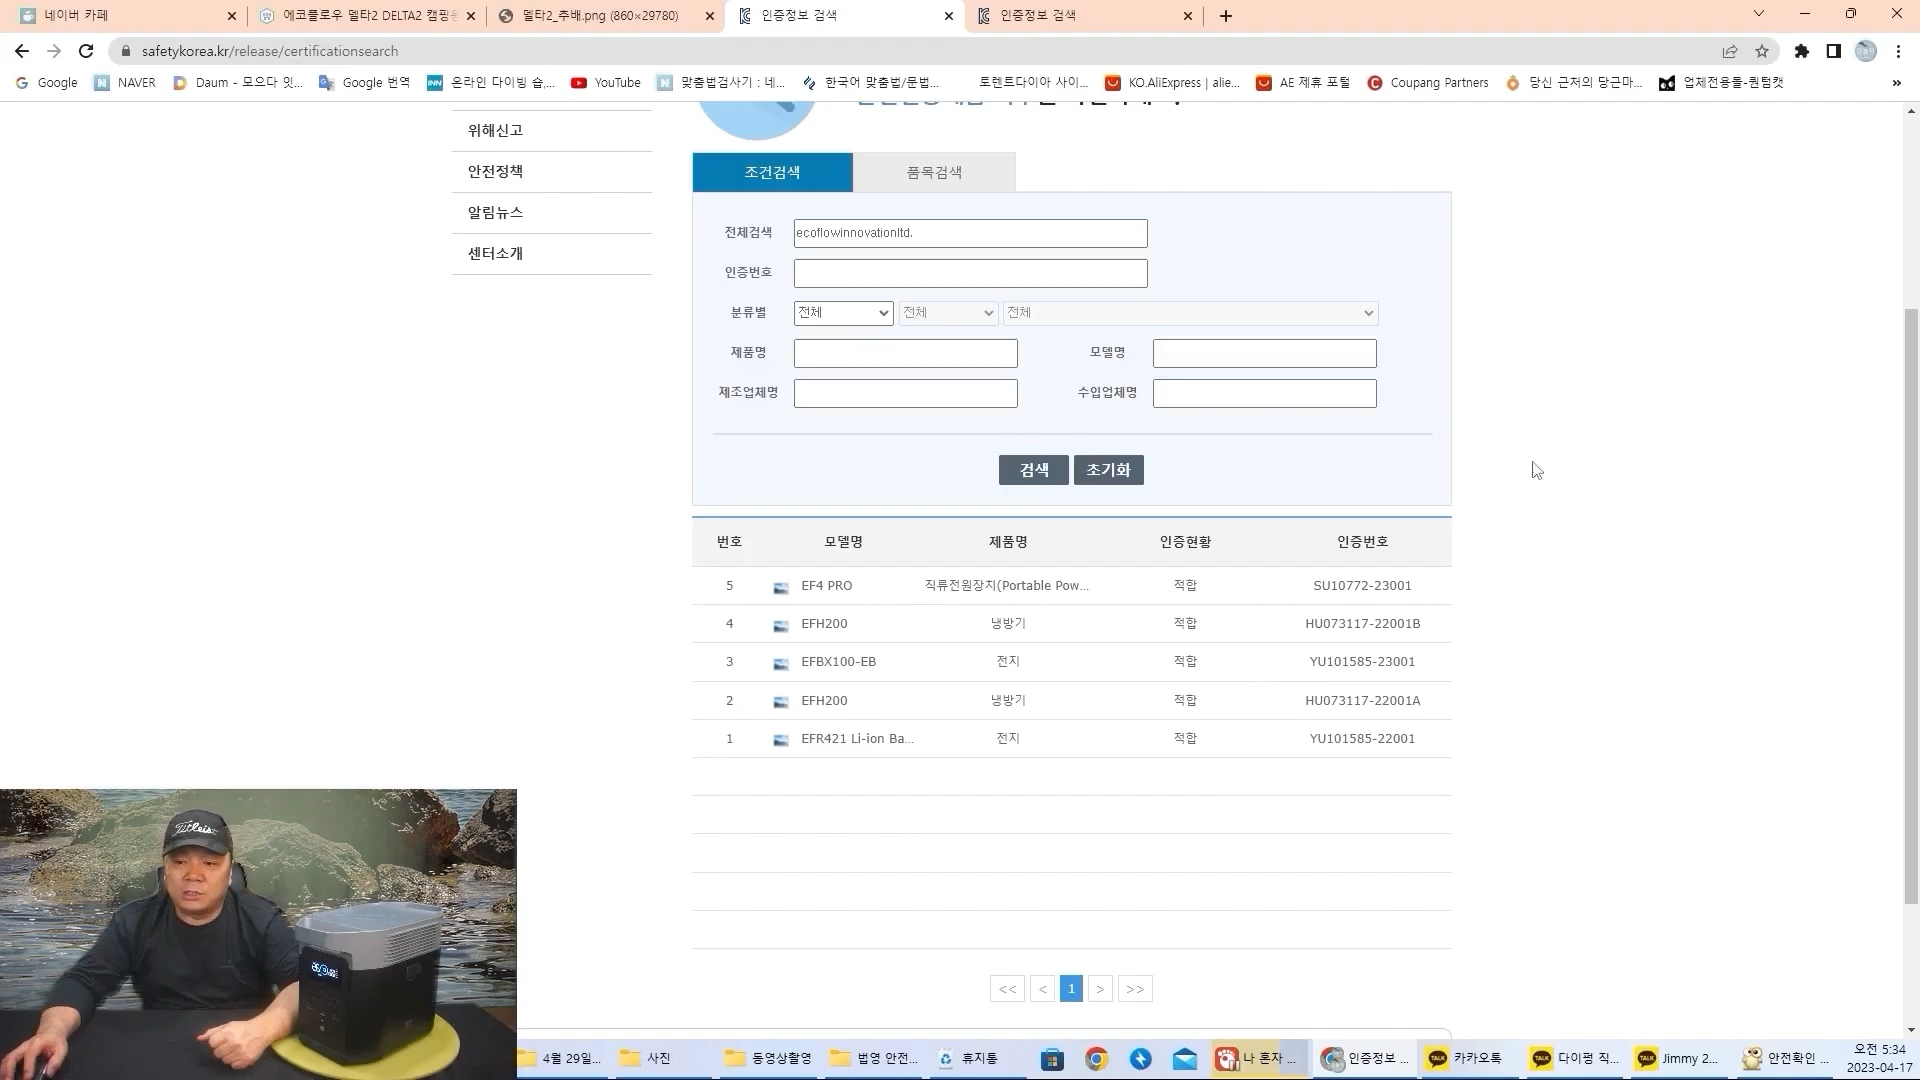 네이버 카페
에코플로우 델타2 DELTA2 캠핑용
델타2_추배.png (860×29780)
인증정보 검색
인증정보 검색
safetykorea.kr/release/certificationsearch
Google
NAVER
Daum - 모으다 잇...
Google 번역
온라인 다이빙 숍,...
YouTube
맞춤법검사기 : 네...
한국어 맞춤법/문법...
토렌트다이아 사이...
KO.AliExpress | alie...
AE 제휴 포털
Coupang Partners
당신 근처의 당근마...
업체전용몰-퀀텀캣
»
위해신고
안전정책
알림뉴스
센터소개
조건검색
품목검색
전체검색
ecoflowinnovationltd.
인증번호
분류별
전체
전체
전체
제품명
모델명
제조업체명
수입업체명
검색
초기화
번호 모델명 제품명 인증현황 인증번호
5 EF4 PRO 직류전원장치(Portable Pow... 적합 SU10772-23001
4 EFH200 냉방기 적합 HU073117-22001B
3 EFBX100-EB 전지 적합 YU101585-23001
2 EFH200 냉방기 적합 HU073117-22001A
1 EFR421 Li-ion Ba... 전지 적합 YU101585-22001
<< < 1 > >>
Titleist
4월 29일...
사진
동영상촬영
법영 안전...
휴지통
나 혼자 ...
인증정보 ...
카카오톡
다이펑 직...
Jimmy 2...
안전확인 ...
오전 5:34
2023-04-17